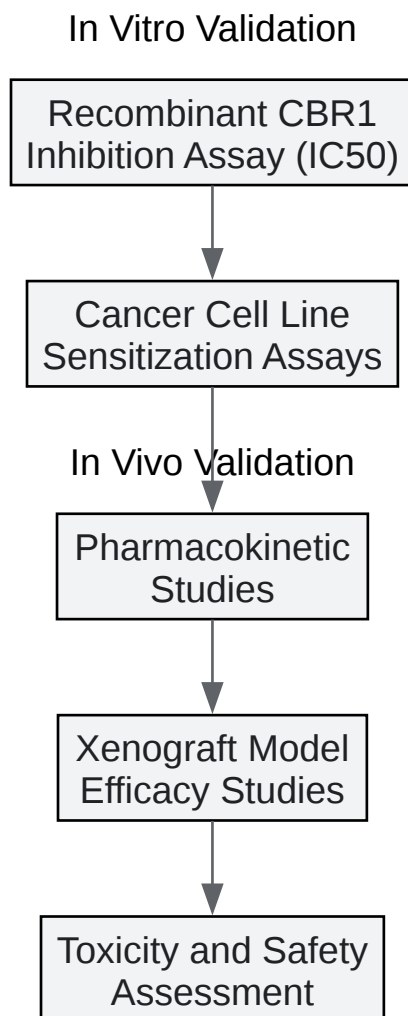 In Vitro Validation
Recombinant CBR1
Inhibition Assay (IC50)
Cancer Cell Line
Sensitization Assays
In Vivo Validation
Pharmacokinetic
Studies
Xenograft Model
Efficacy Studies
Toxicity and Safety
Assessment